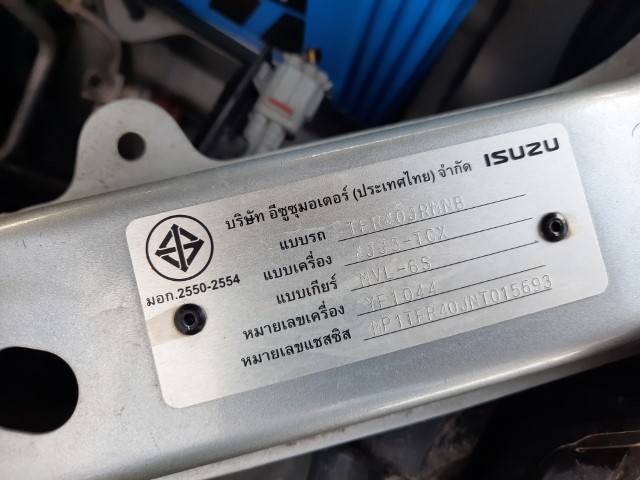 ISUZU
บริษัท อีซูซุมอเตอร์ (ประเทศไทย) จำกัด
แบบรถ TFR40JRMNB
แบบเครื่อง 4JJ3-TCX
แบบเกียร์ MVL-6S
หมายเลขเครื่อง YF1044
หมายเลขแชสซิส MP1TFR40JNT015693
มอก.2550-2554